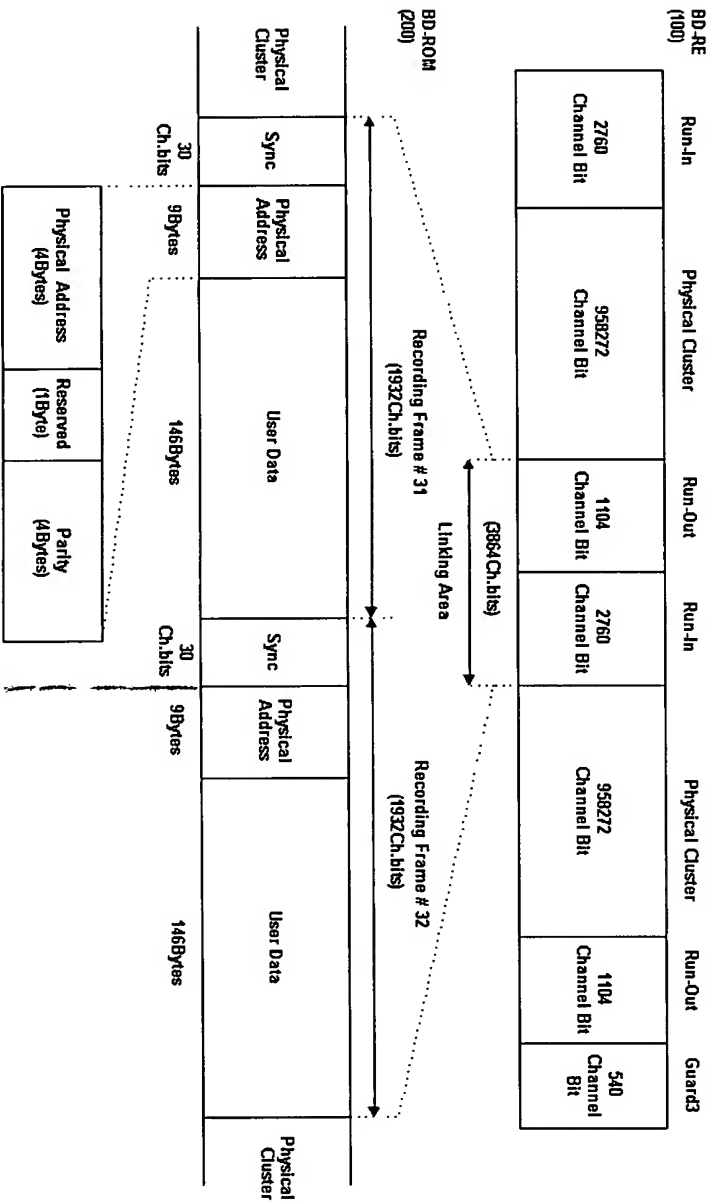 BD-RE
(100)
Run-In
Physical Cluster
Run-Out
Run-In
Physical Cluster
Run-Out
Guard3
2760
Channel Bit
958272
Channel Bit
1104
Channel Bit
2760
Channel Bit
958272
Channel Bit
1104
Channel Bit
540
Channel
Bit
(3864Ch.bits)
Linking Area
BD-ROM
(200)
Recording Frame # 31
(1932Ch.bits)
Recording Frame # 32
(1932Ch.bits)
Physical
Cluster
Sync
Physical
Address
User Data
Sync
Physical
Address
User Data
Physical
Cluster
30
Ch.bits
9Bytes
146Bytes
30
Ch.bits
9Bytes
146Bytes
Physical Address
(4Bytes)
Reserved
(1Byte)
Parity
(4Bytes)